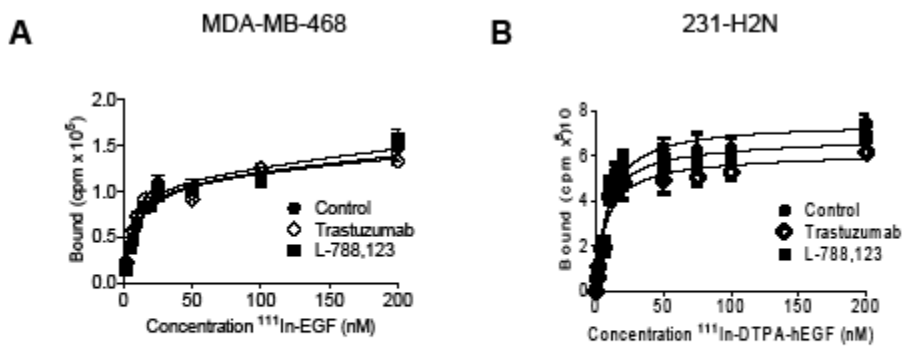 A
MDA-MB-468
Bound (cpm x 10⁵)
2.0
1.5
1.0
0.5
0.0
Control
Trastuzumab
L-788,123
0
50
100
150
200
Concentration ¹¹¹In-EGF (nM)
B
231-H2N
Bound (cpm x⁵)10
8
6
4
2
0
Control
Trastuzumab
L-788,123
0
50
100
150
200
Concentration ¹¹¹In-DTPA-hEGF (nM)